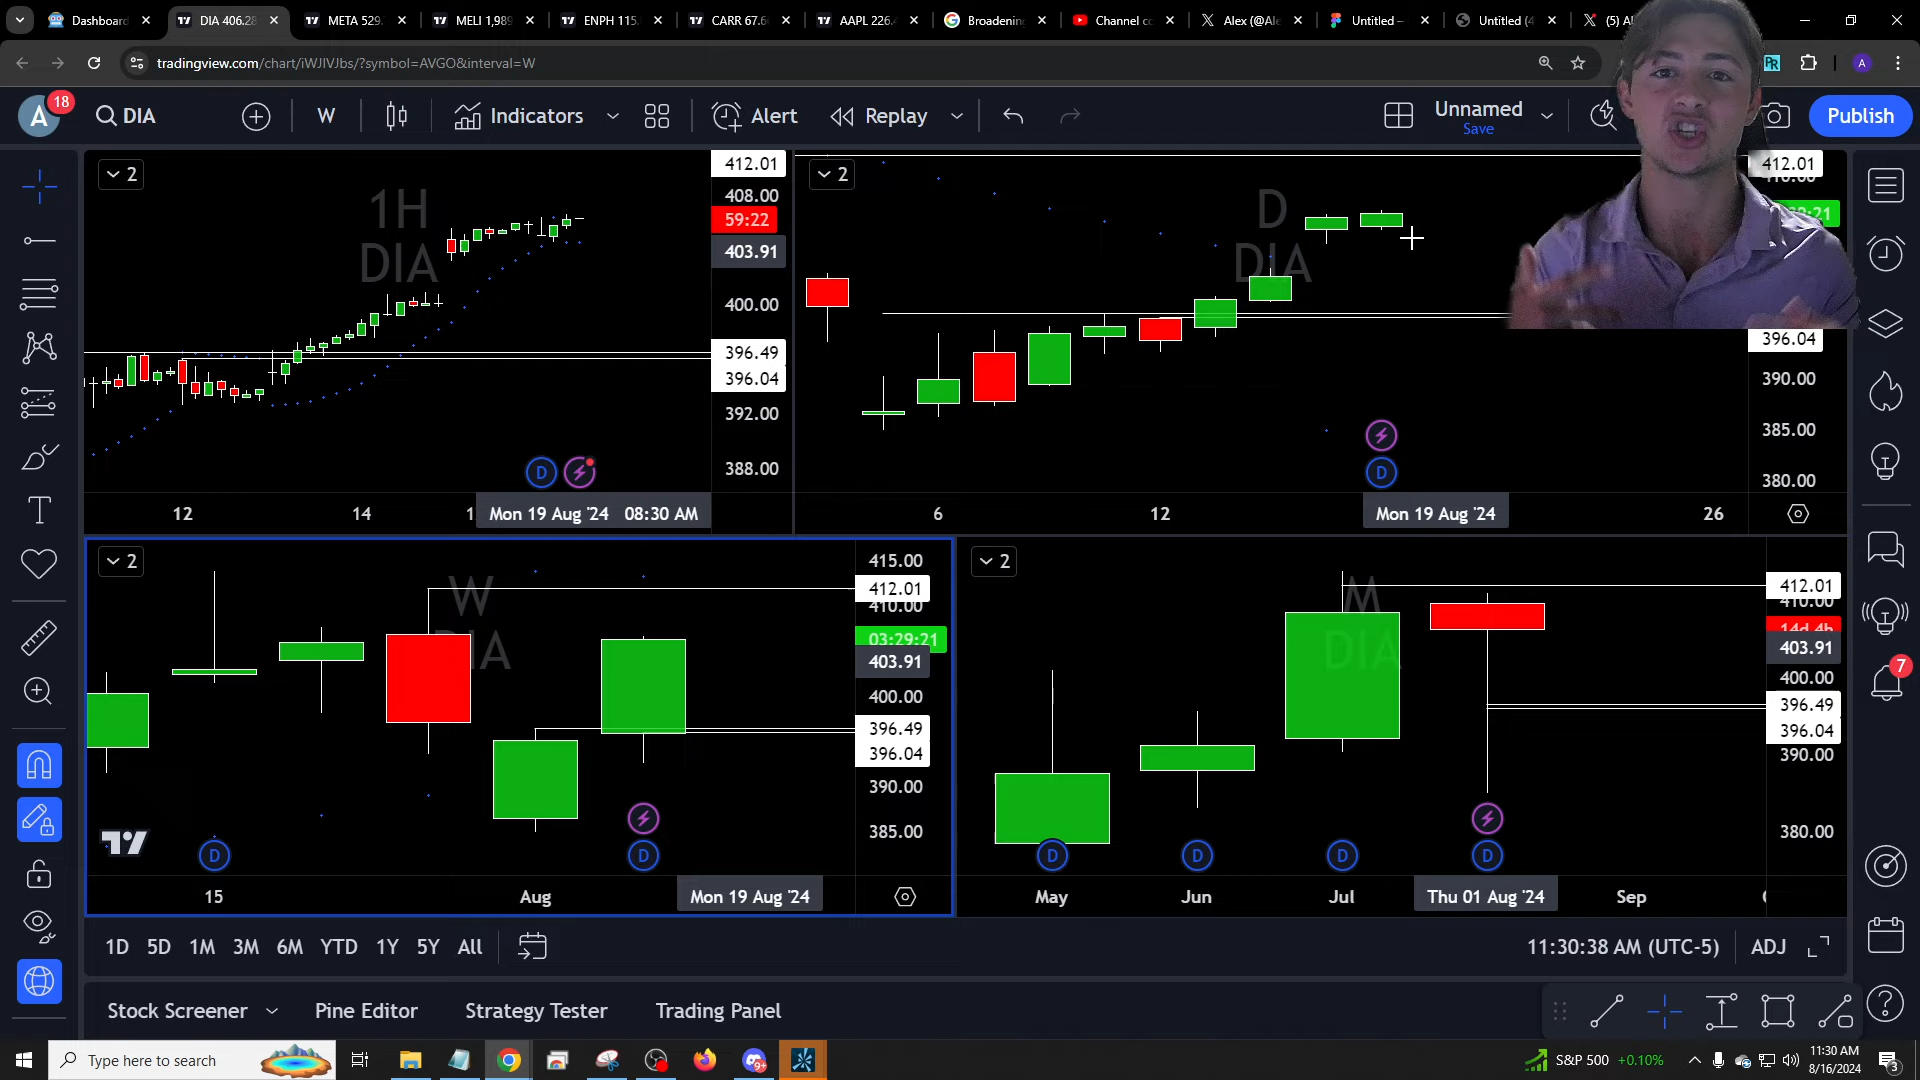 Dashboard
DIA 406.28
META 529.
MELI 1,989
ENPH 115.
CARR 67.6
AAPL 226.
Broadening
Channel c
Alex (@Ale
Untitled –
Untitled (4
(5) Al
tradingview.com/chart/iWJIVJbs/?symbol=AVGO&interval=W
PR
A
A
18
DIA
W
Indicators
Alert
Replay
Unnamed
Save
Publish
2
1H
DIA
412.01
408.00
59:22
403.91
400.00
396.49
396.04
392.00
388.00
D
12
14
Mon 19 Aug '24 08:30 AM
2
D
DIA
412.01
396.04
390.00
385.00
380.00
D
6
12
Mon 19 Aug '24
26
2
W
DIA
415.00
412.01
410.00
03:29:21
403.91
400.00
396.49
396.04
390.00
385.00
D
D
15
Aug
Mon 19 Aug '24
2
M
DIA
412.01
410.00
14d 4h
403.91
400.00
396.49
396.04
390.00
380.00
D
D
D
D
May
Jun
Jul
Thu 01 Aug '24
Sep
7
1D
5D
1M
3M
6M
YTD
1Y
5Y
All
11:30:38 AM (UTC-5)
ADJ
Stock Screener
Pine Editor
Strategy Tester
Trading Panel
Type here to search
9+
S&P 500 +0.10%
11:30 AM
8/16/2024
3